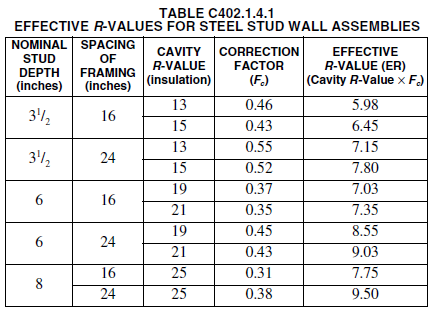 TABLE C402.1.4.1
EFFECTIVE R-VALUES FOR STEEL STUD WALL ASSEMBLIES
NOMINAL STUD DEPTH (inches) SPACING OF FRAMING (inches) CAVITY R-VALUE (insulation) CORRECTION FACTOR (Fc) EFFECTIVE R-VALUE (ER) (Cavity R-Value × Fc)
3 1/2 16 13 0.46 5.98
15 0.43 6.45
3 1/2 24 13 0.55 7.15
15 0.52 7.80
6 16 19 0.37 7.03
21 0.35 7.35
6 24 19 0.45 8.55
21 0.43 9.03
8 16 25 0.31 7.75
24 25 0.38 9.50